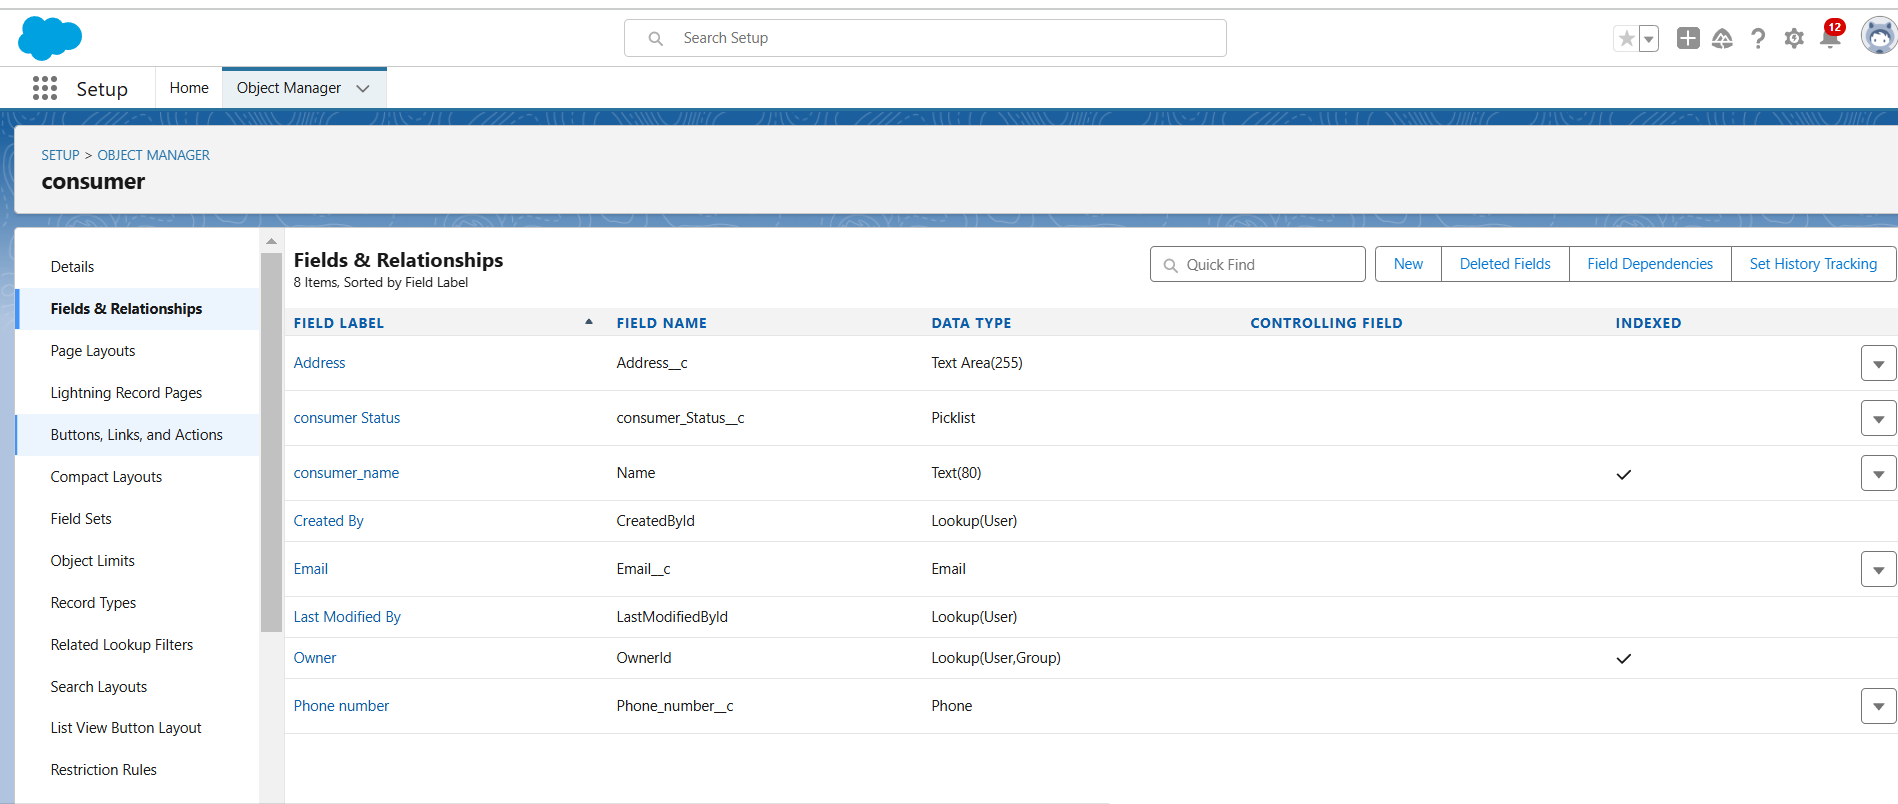 Search Setup
12
Setup
Home
Object Manager
SETUP > OBJECT MANAGER
consumer
Details
Fields & Relationships
Page Layouts
Lightning Record Pages
Buttons, Links, and Actions
Compact Layouts
Field Sets
Object Limits
Record Types
Related Lookup Filters
Search Layouts
List View Button Layout
Restriction Rules
Fields & Relationships
8 Items, Sorted by Field Label
Quick Find
New
Deleted Fields
Field Dependencies
Set History Tracking
FIELD LABEL FIELD NAME DATA TYPE CONTROLLING FIELD INDEXED
Address Address__c Text Area(255)
consumer Status consumer_Status__c Picklist
consumer_name Name Text(80)
Created By CreatedById Lookup(User)
Email Email__c Email
Last Modified By LastModifiedById Lookup(User)
Owner OwnerId Lookup(User,Group)
Phone number Phone_number__c Phone